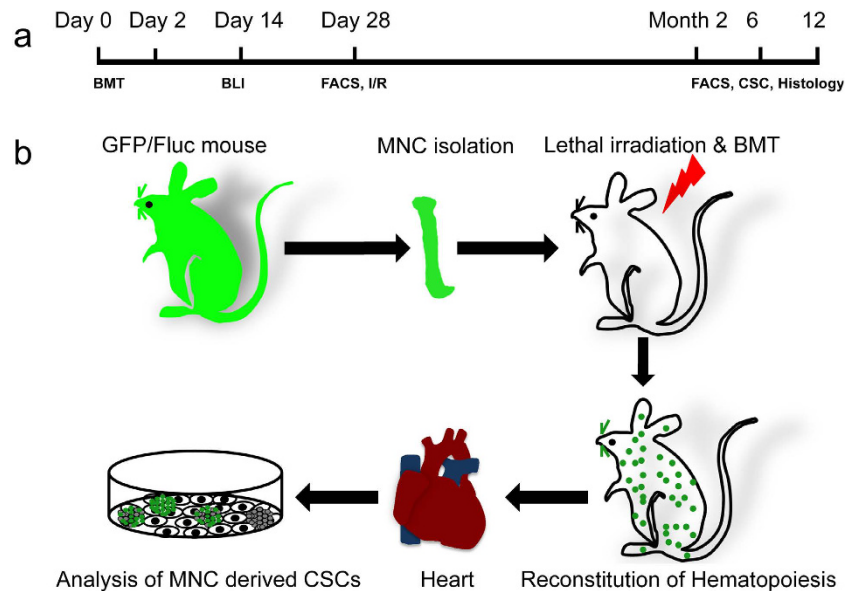 a
Day 0 Day 2 Day 14 Day 28 Month 2 6 12
BMT BLI FACS, I/R FACS, CSC, Histology
b
GFP/Fluc mouse MNC isolation Lethal irradiation & BMT
Analysis of MNC derived CSCs Heart Reconstitution of Hematopoiesis